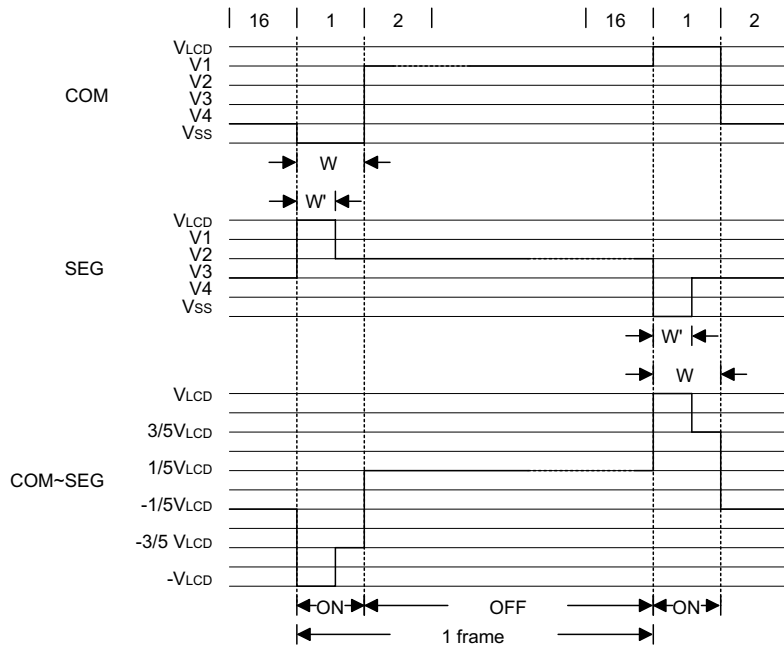 16 1 2 16 1 2
VLCD
V1
V2
COM V3
V4
VSS
W
W'
VLCD
V1
V2
SEG V3
V4
VSS
W'
W
VLCD
3/5VLCD
1/5VLCD
COM~SEG
-1/5VLCD
-3/5 VLCD
-VLCD
ON OFF ON
1 frame